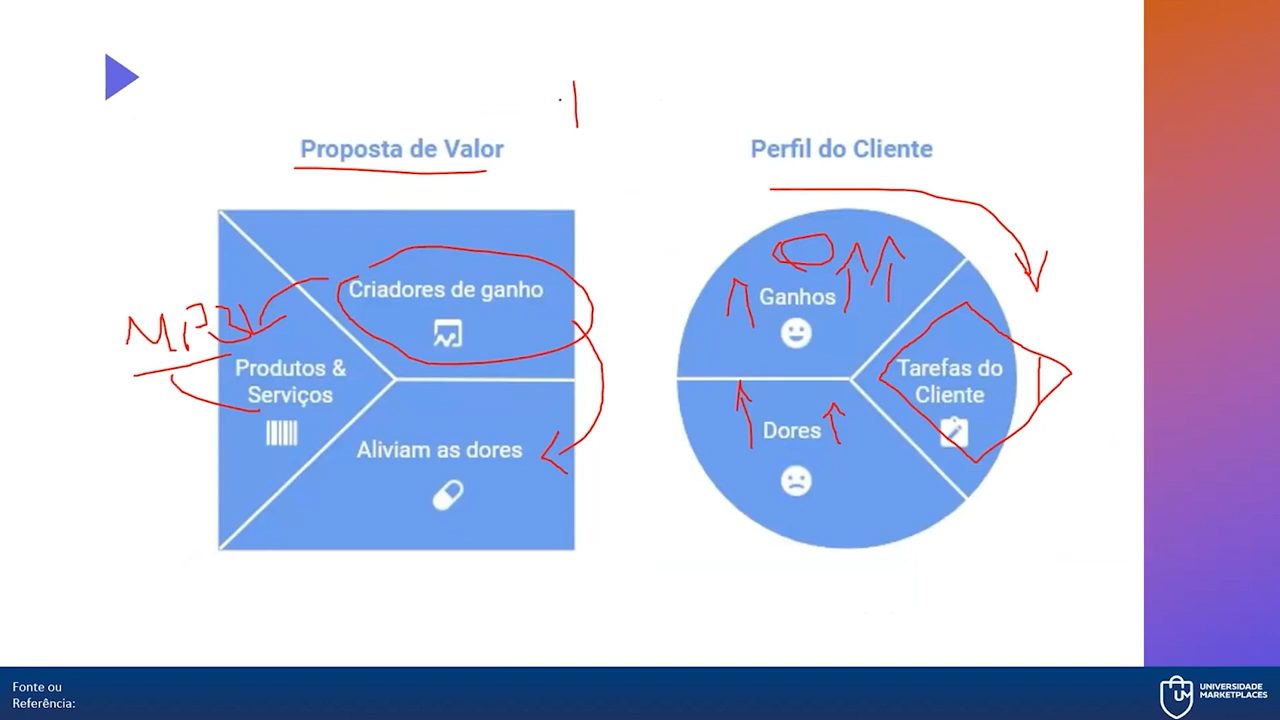 Proposta de Valor
Perfil do Cliente
Criadores de ganho
Produtos &
Serviços
Aliviam as dores
Ganhos
Tarefas do
Cliente
Dores
Fonte ou
Referência:
UM
UNIVERSIDADE
MARKETPLACES